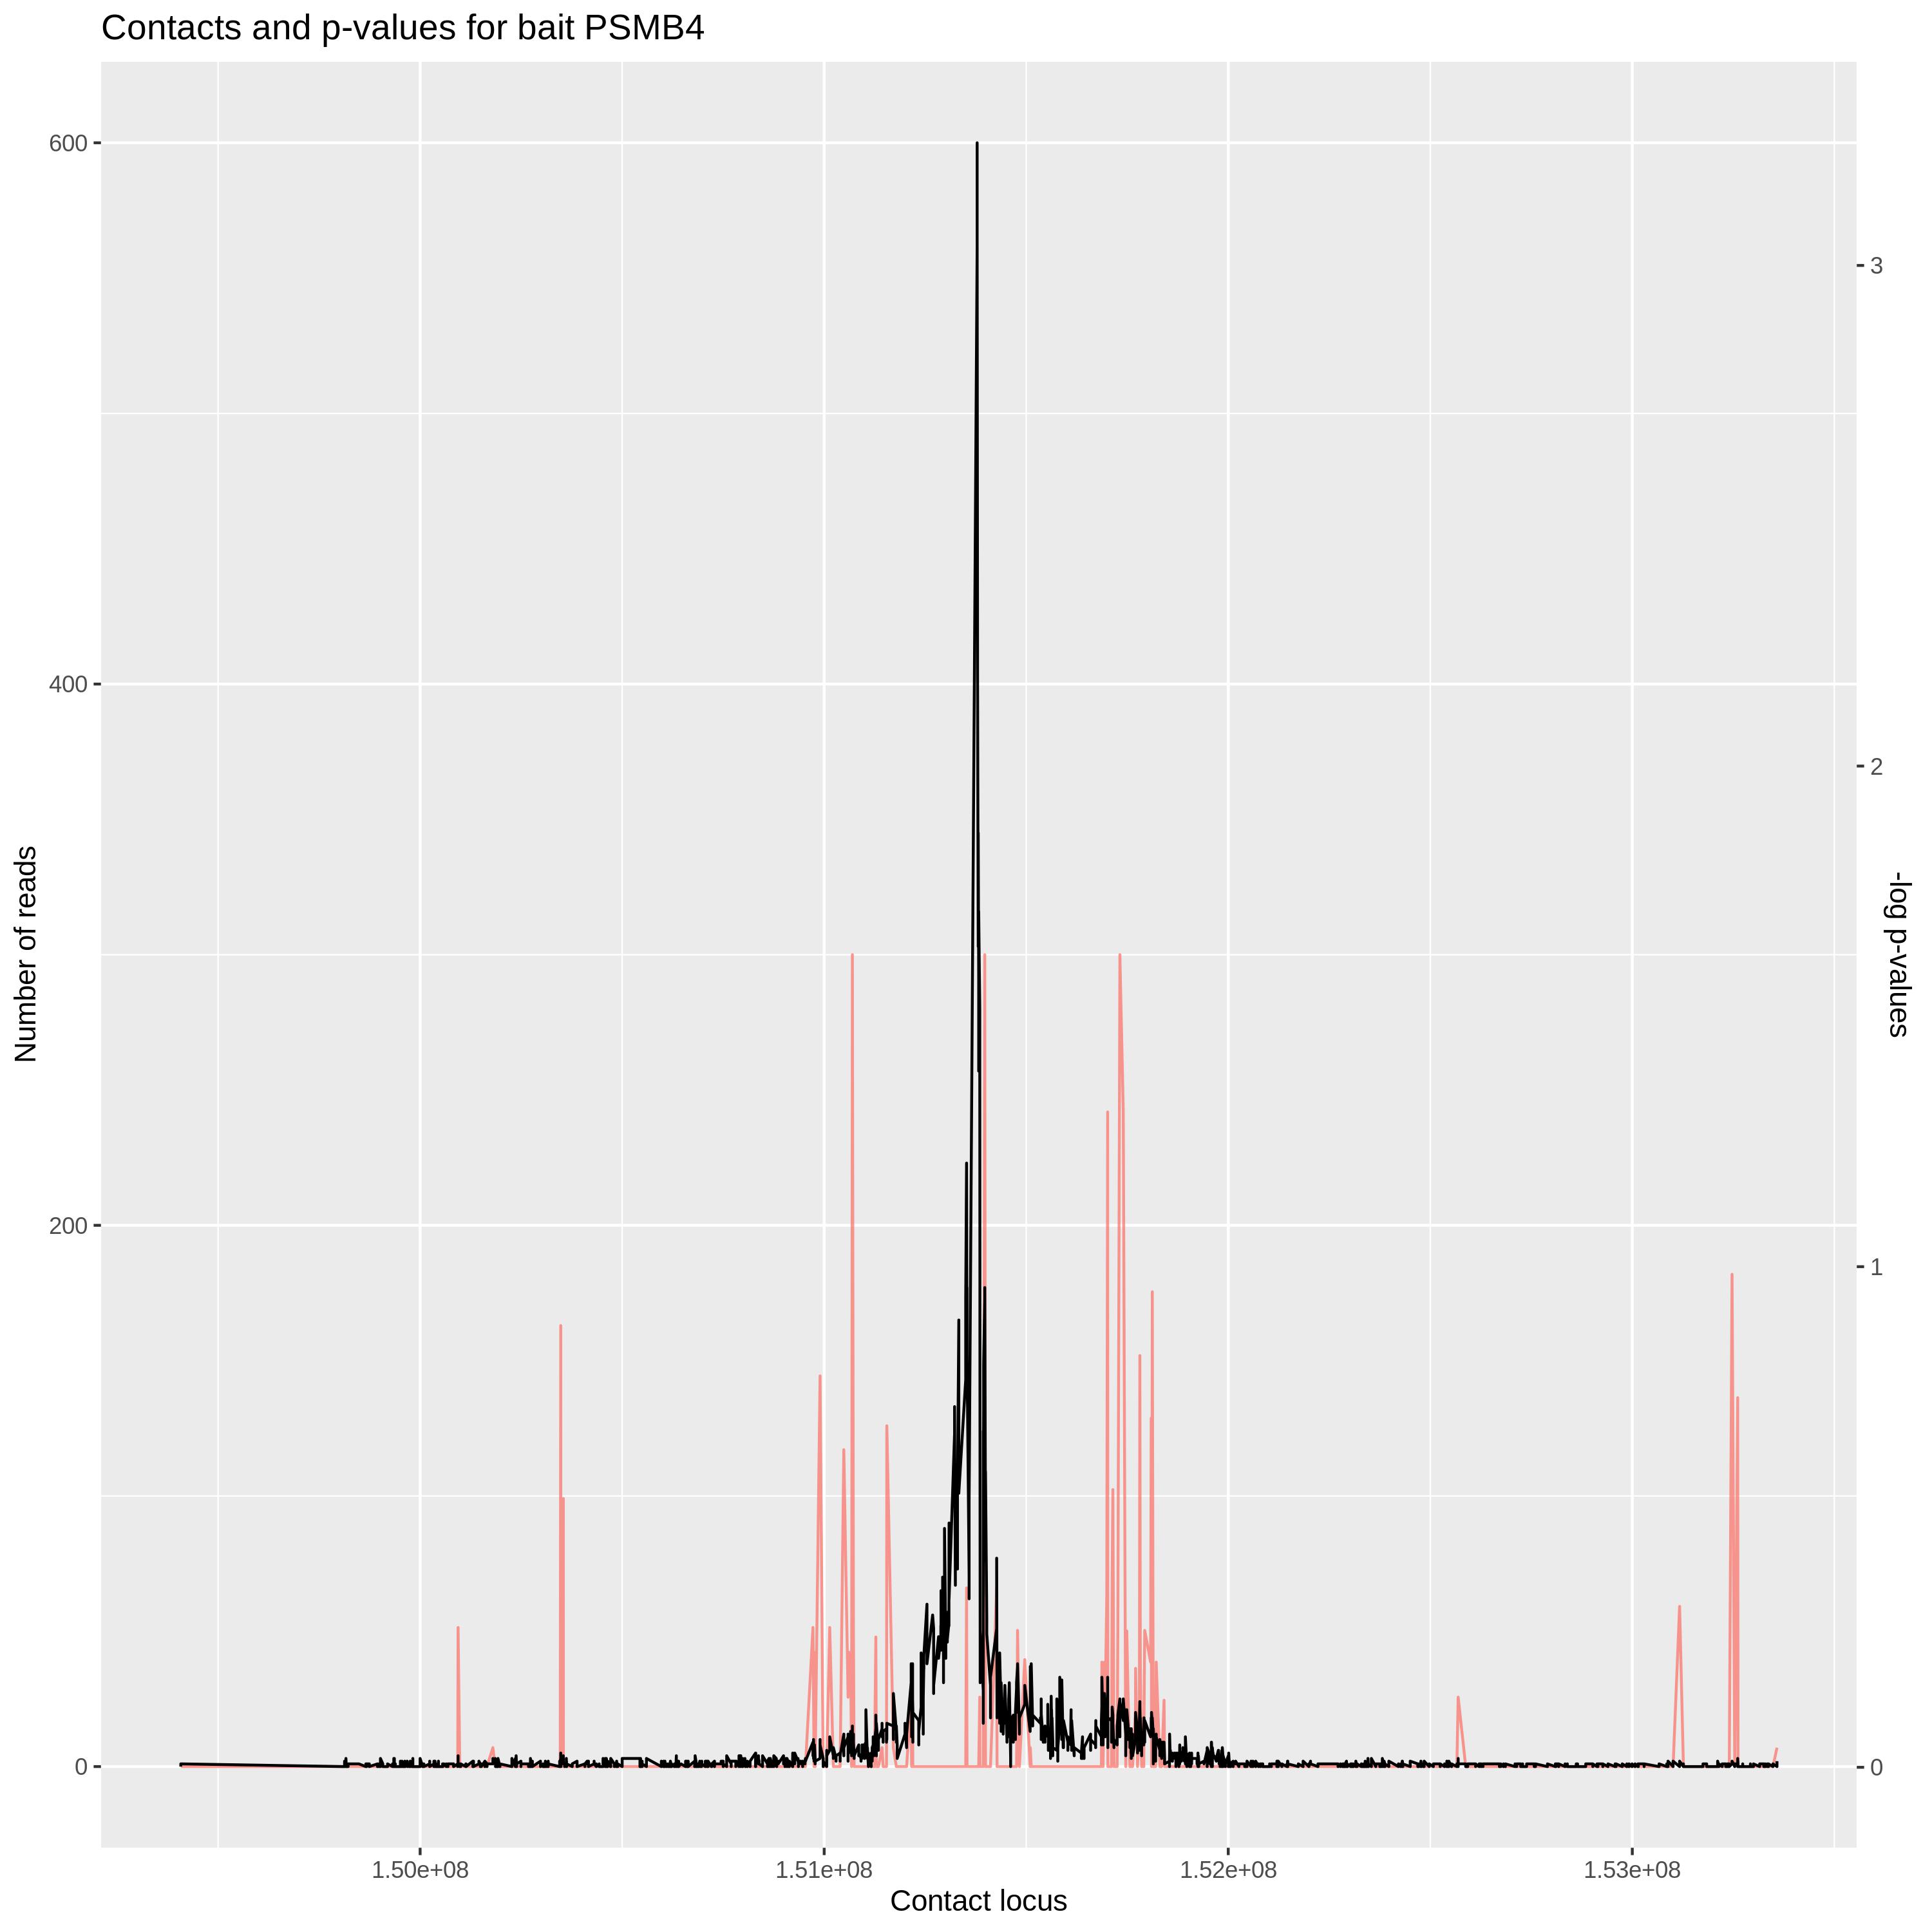 Contacts and p-values for bait PSMB4
600
400
200
0
Number of reads
3
2
1
0
-log p-values
1.50e+08 1.51e+08 1.52e+08 1.53e+08
Contact locus